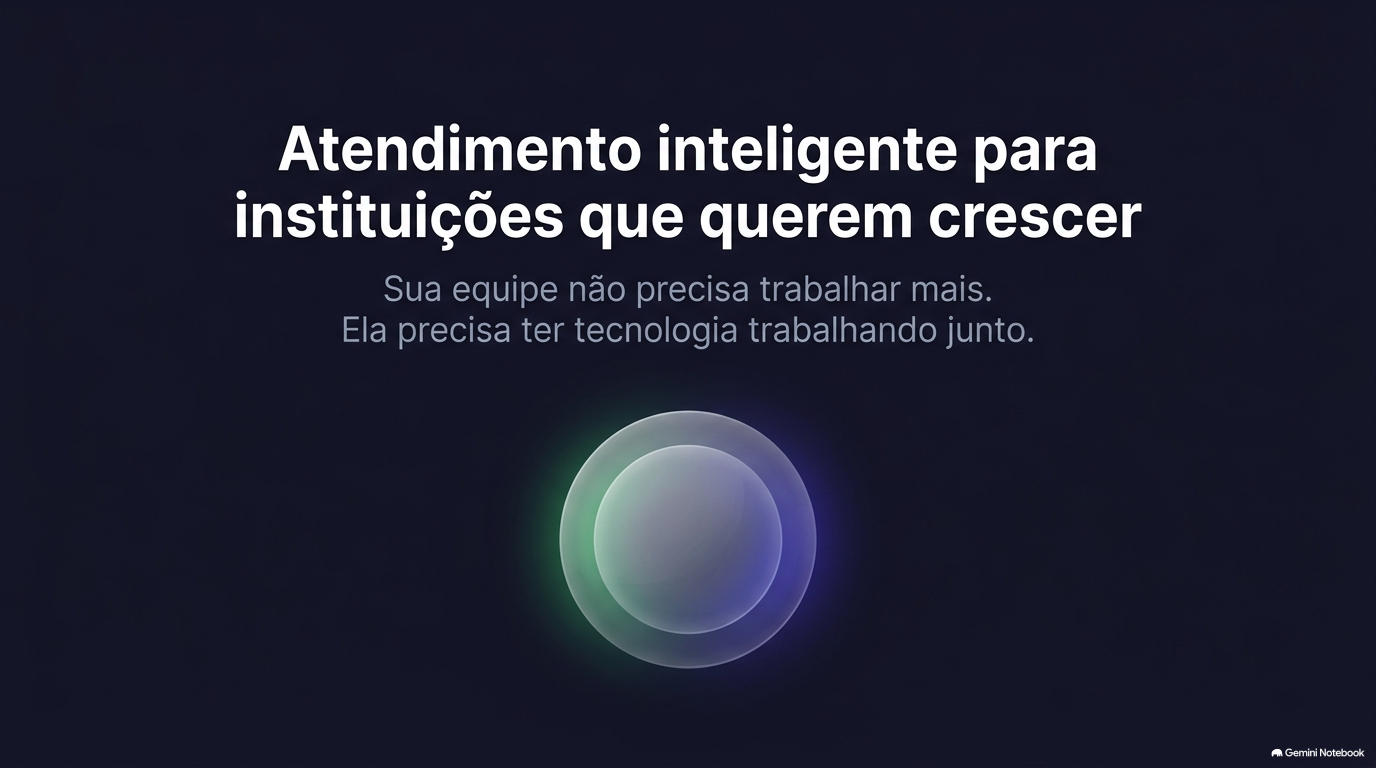 Atendimento inteligente para
instituições que querem crescer
Sua equipe não precisa trabalhar mais.
Ela precisa ter tecnologia trabalhando junto.
Gemini Notebook